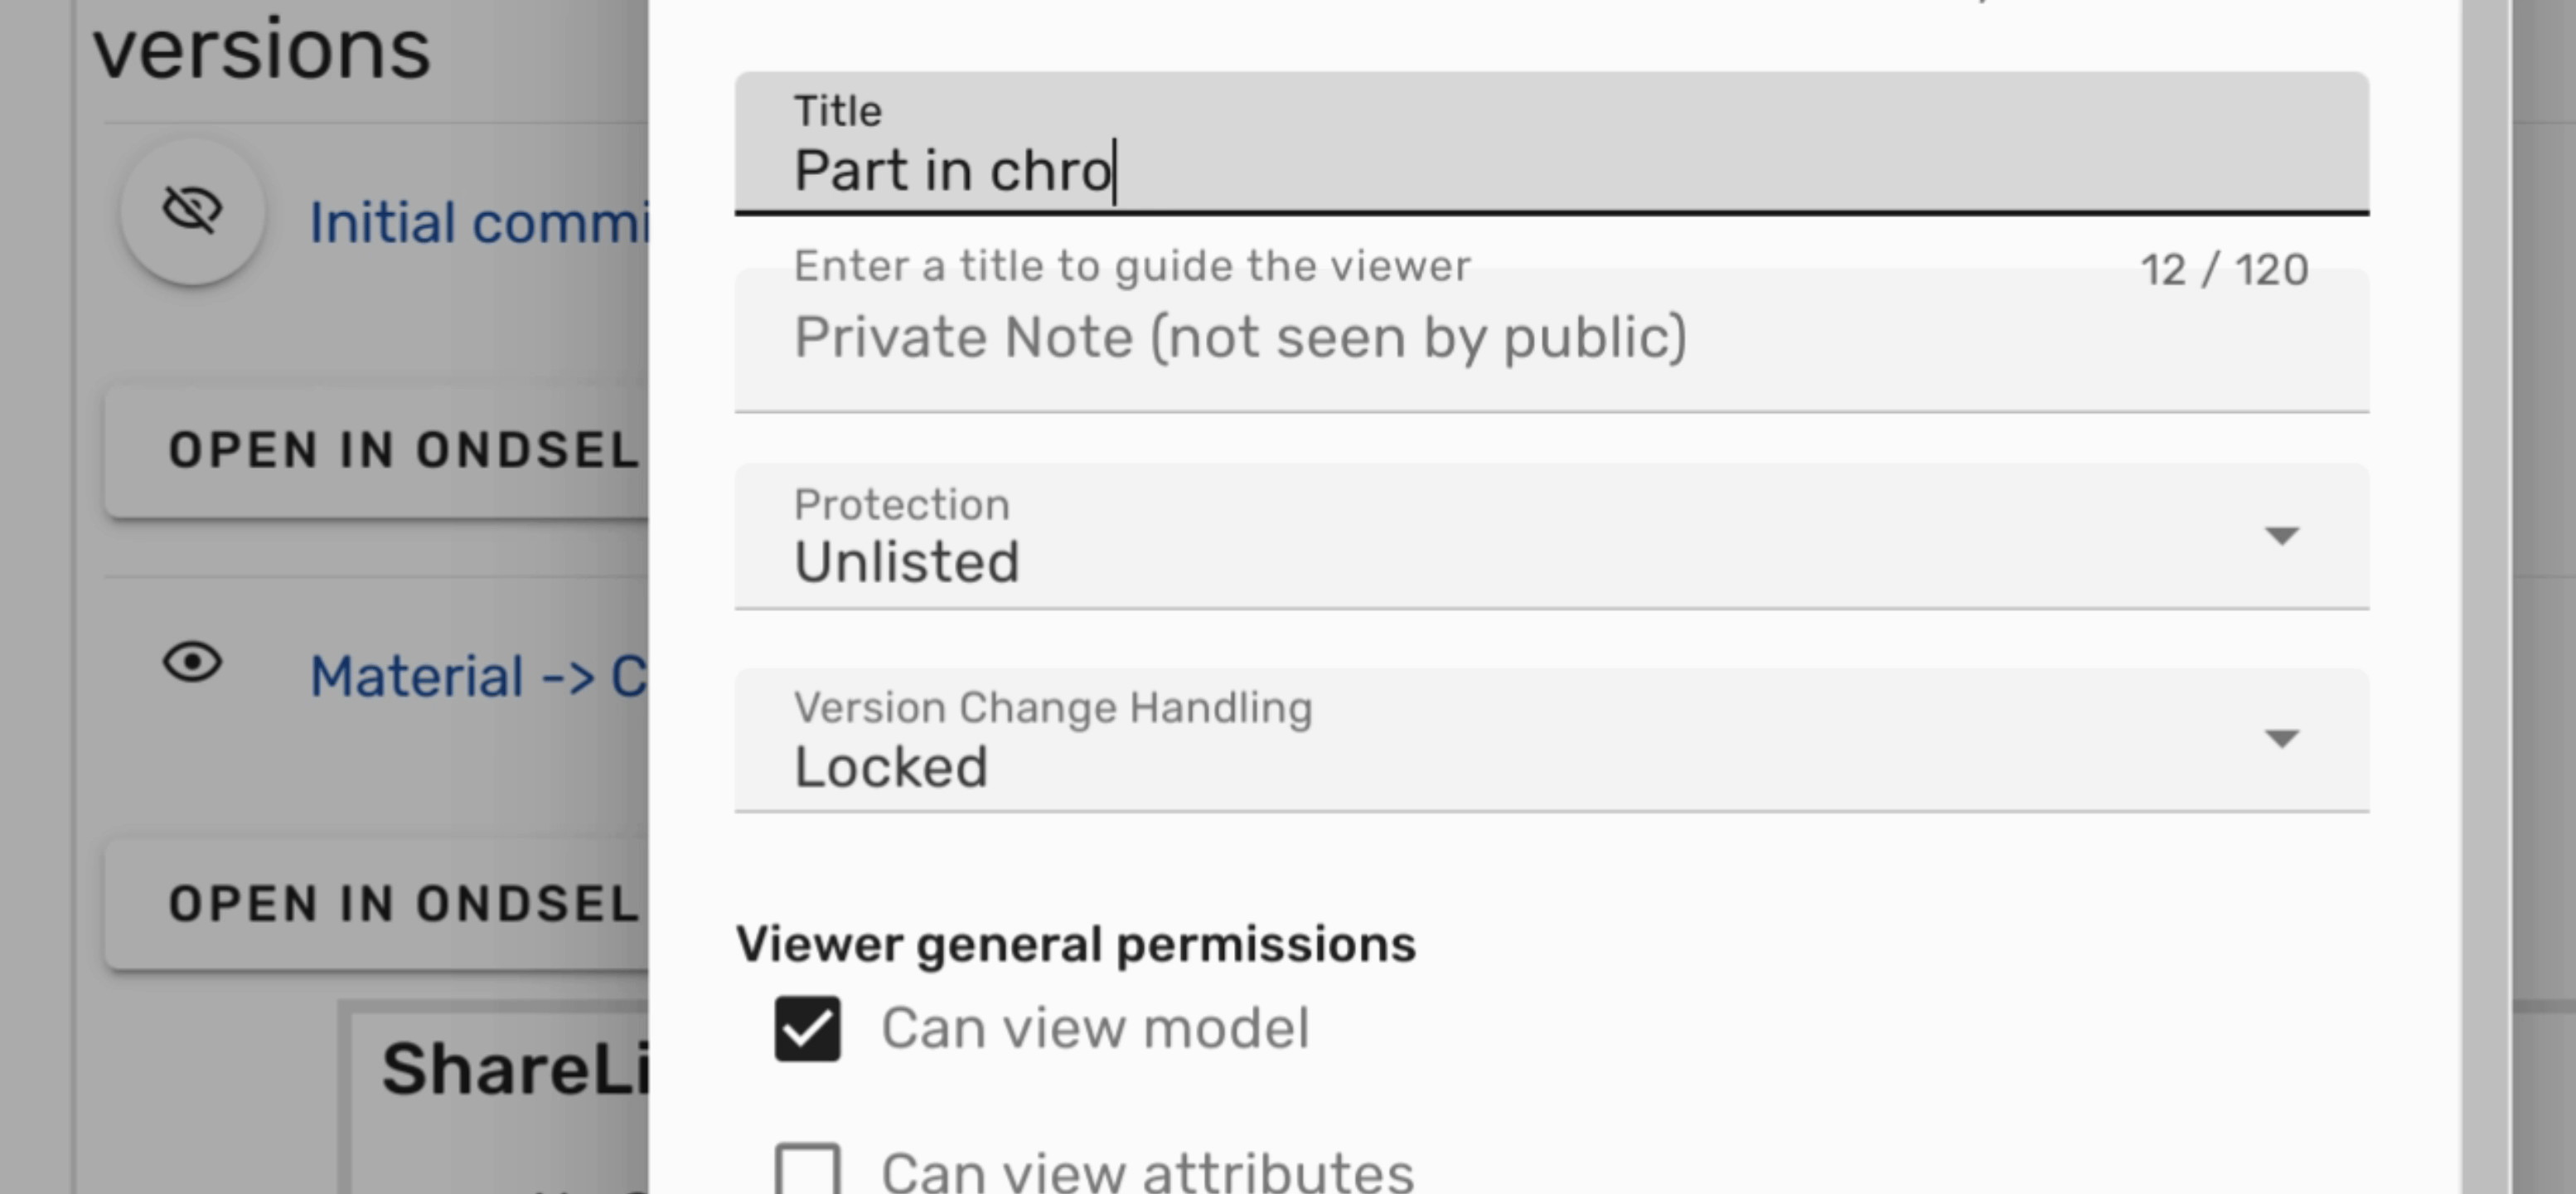 versions
Initial commi
OPEN IN ONDSEL
Material -> C
OPEN IN ONDSEL
ShareLi
Title
Part in chro
Enter a title to guide the viewer
12 / 120
Private Note (not seen by public)
Protection
Unlisted
Version Change Handling
Locked
Viewer general permissions
Can view model
Can view attributes